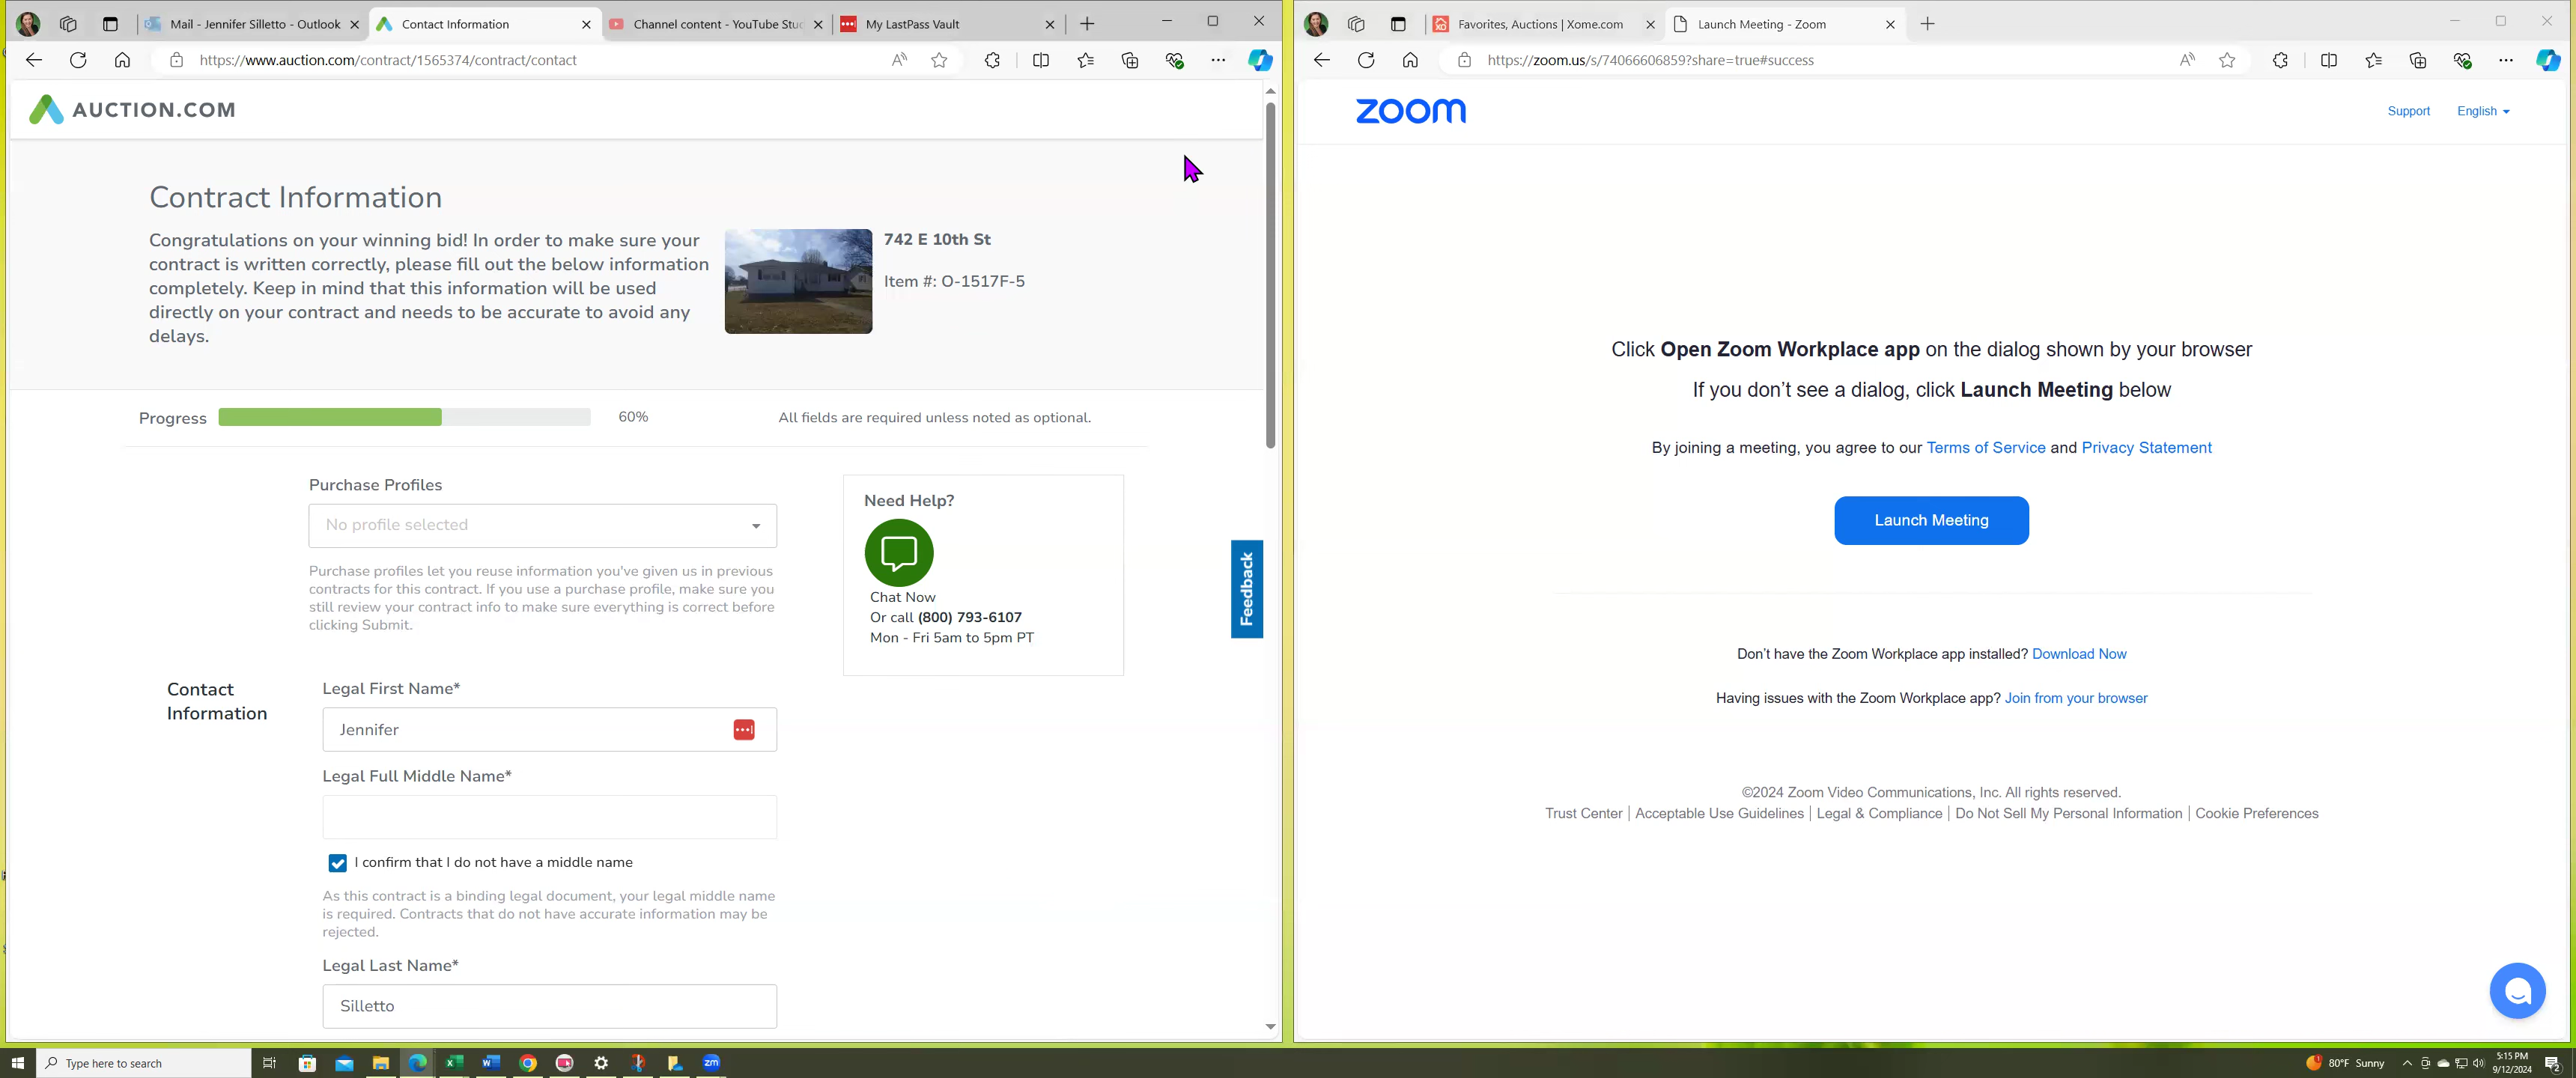 Mail - Jennifer Silletto - Outlook
Contact Information
Channel content - YouTube Stu
My LastPass Vault
https://www.auction.com/contract/1565374/contract/contact
AUCTION.COM
Contract Information
Congratulations on your winning bid! In order to make sure your
contract is written correctly, please fill out the below information
completely. Keep in mind that this information will be used
directly on your contract and needs to be accurate to avoid any
delays.
742 E 10th St
Item #: O-1517F-5
Progress
60%
All fields are required unless noted as optional.
Purchase Profiles
No profile selected
Purchase profiles let you reuse information you've given us in previous
contracts for this contract. If you use a purchase profile, make sure you
still review your contract info to make sure everything is correct before
clicking Submit.
Need Help?
Chat Now
Or call (800) 793-6107
Mon - Fri 5am to 5pm PT
Feedback
Contact
Information
Legal First Name*
Jennifer
Legal Full Middle Name*
I confirm that I do not have a middle name
As this contract is a binding legal document, your legal middle name
is required. Contracts that do not have accurate information may be
rejected.
Legal Last Name*
Silletto
Favorites, Auctions | Xome.com
Launch Meeting - Zoom
https://zoom.us/s/74066606859?share=true#success
zoom
Support
English
Click Open Zoom Workplace app on the dialog shown by your browser
If you don't see a dialog, click Launch Meeting below
By joining a meeting, you agree to our Terms of Service and Privacy Statement
Launch Meeting
Don't have the Zoom Workplace app installed? Download Now
Having issues with the Zoom Workplace app? Join from your browser
©2024 Zoom Video Communications, Inc. All rights reserved.
Trust Center | Acceptable Use Guidelines | Legal & Compliance | Do Not Sell My Personal Information | Cookie Preferences
Type here to search
zm
80°F Sunny
5:15 PM
9/12/2024
2